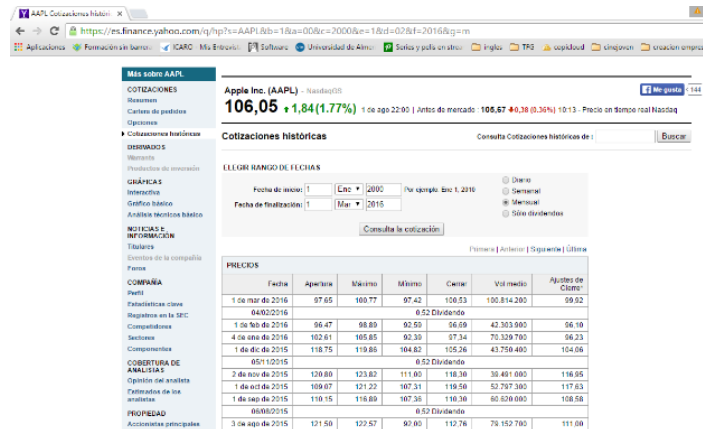 AAPL Cotizaciones históri
https://es.finance.yahoo.com/q/hp?s=AAPL&b=1&a=00&c=2000&e=1&d=02&f=2016&g=m
Aplicaciones Formación sin barrera ICARO - Mis Entrevist Software Universidad de Almer Series y pelis en strea ingles TFG copicloud cinejoven creacion empres
Más sobre AAPL
COTIZACIONES
Resumen
Cartera de pedidos
Opciones
Cotizaciones históricas
DERIVADOS
Warrants
Productos de inversión
GRÁFICAS
Interactiva
Gráfico básico
Análisis técnicos básico
NOTICIAS E
INFORMACIÓN
Titulares
Eventos de la compañía
Foros
COMPAÑÍA
Perfil
Estadísticas clave
Registros en la SEC
Competidores
Sectores
Componentes
COBERTURA DE
ANALISTAS
Opinión del analista
Estimados de los
analistas
PROPIEDAD
Accionistas principales
Apple Inc. (AAPL) - NasdaqGS
Me gusta 144
106,05 1,84(1.77%) 1 de ago 22:00 | Antes de mercado : 105,67 0,38 (0.36%) 10:13 - Precio en tiempo real Nasdaq
Cotizaciones históricas
Consulta Cotizaciones históricas de : Buscar
ELEGIR RANGO DE FECHAS
Fecha de inicio: 1 Ene 2000 Por ejemplo. Ene 1, 2010
Fecha de finalización: 1 Mar 2016
Diario
Semanal
Mensual
Sólo dividendos
Consulta la cotización
Primera | Anterior | Siguiente | Última
PRECIOS
Fecha Apertura Máximo Mínimo Cerrar Vol medio Ajustes de Cierre*
1 de mar de 2016 97.65 100.77 97,42 100,53 100.814.200 99,92
04/02/2016 0,52 Dividendo
1 de feb de 2016 96.47 98.89 92,59 96,69 42.303.900 96,10
4 de ene de 2016 102.61 105,85 92,39 97,34 70.329.700 96,23
1 de dic de 2015 118.75 119.86 104,82 105,26 43.750.400 104,06
05/11/2015 0,52 Dividendo
2 de nov de 2015 120.80 123.82 111,00 118,30 39.491.000 116,95
1 de oct de 2015 109.07 121,22 107,31 119,50 52.797.300 117,63
1 de sep de 2015 110.15 116.89 107,36 110,30 60.620.000 108,58
06/08/2015 0,52 Dividendo
3 de ago de 2015 121.50 122.57 92,00 112,76 79.152.700 111,00